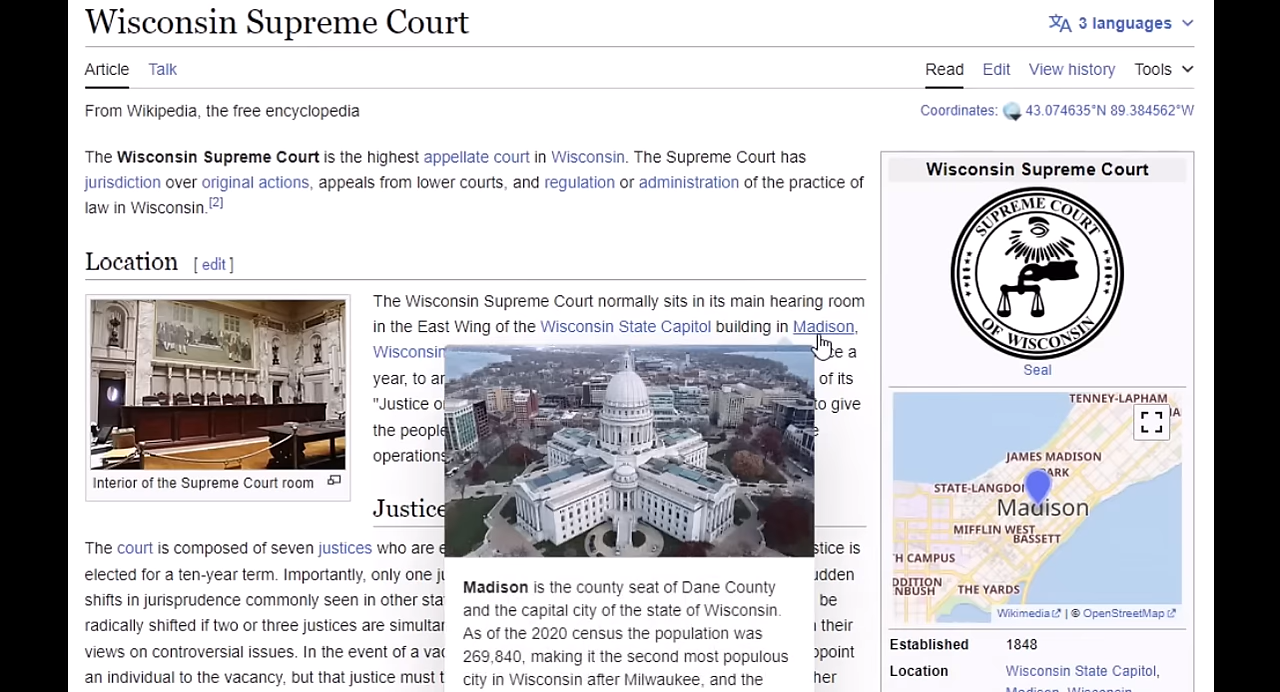 Wisconsin Supreme Court
3 languages
Article Talk
Read Edit View history Tools
From Wikipedia, the free encyclopedia
Coordinates: 43.074635°N 89.384562°W
The Wisconsin Supreme Court is the highest appellate court in Wisconsin. The Supreme Court has
jurisdiction over original actions, appeals from lower courts, and regulation or administration of the practice of
law in Wisconsin.[2]
Location [ edit ]
Interior of the Supreme Court room
The Wisconsin Supreme Court normally sits in its main hearing room
in the East Wing of the Wisconsin State Capitol building in Madison,
Wisconsin a
year, to of its
"Justice to give
the people
operations
Madison is the county seat of Dane County
and the capital city of the state of Wisconsin.
As of the 2020 census the population was
269,840, making it the second most populous
city in Wisconsin after Milwaukee, and the
Justice
The court is composed of seven justices who are is
elected for a ten-year term. Importantly, only one
shifts in jurisprudence commonly seen in other be
radically shifted if two or three justices are their
views on controversial issues. In the event of a
an individual to the vacancy, but that justice must
Wisconsin Supreme Court
SUPREME COURT
OF WISCONSIN
Seal
TENNEY-LAPHAM
JAMES MADISON
PARK
Madison
MIFFLIN WEST
BASSETT
CAMPUS
THE YARDS
Wikimedia | © OpenStreetMap
Established 1848
Location Wisconsin State Capitol,
Madison, Wisconsin